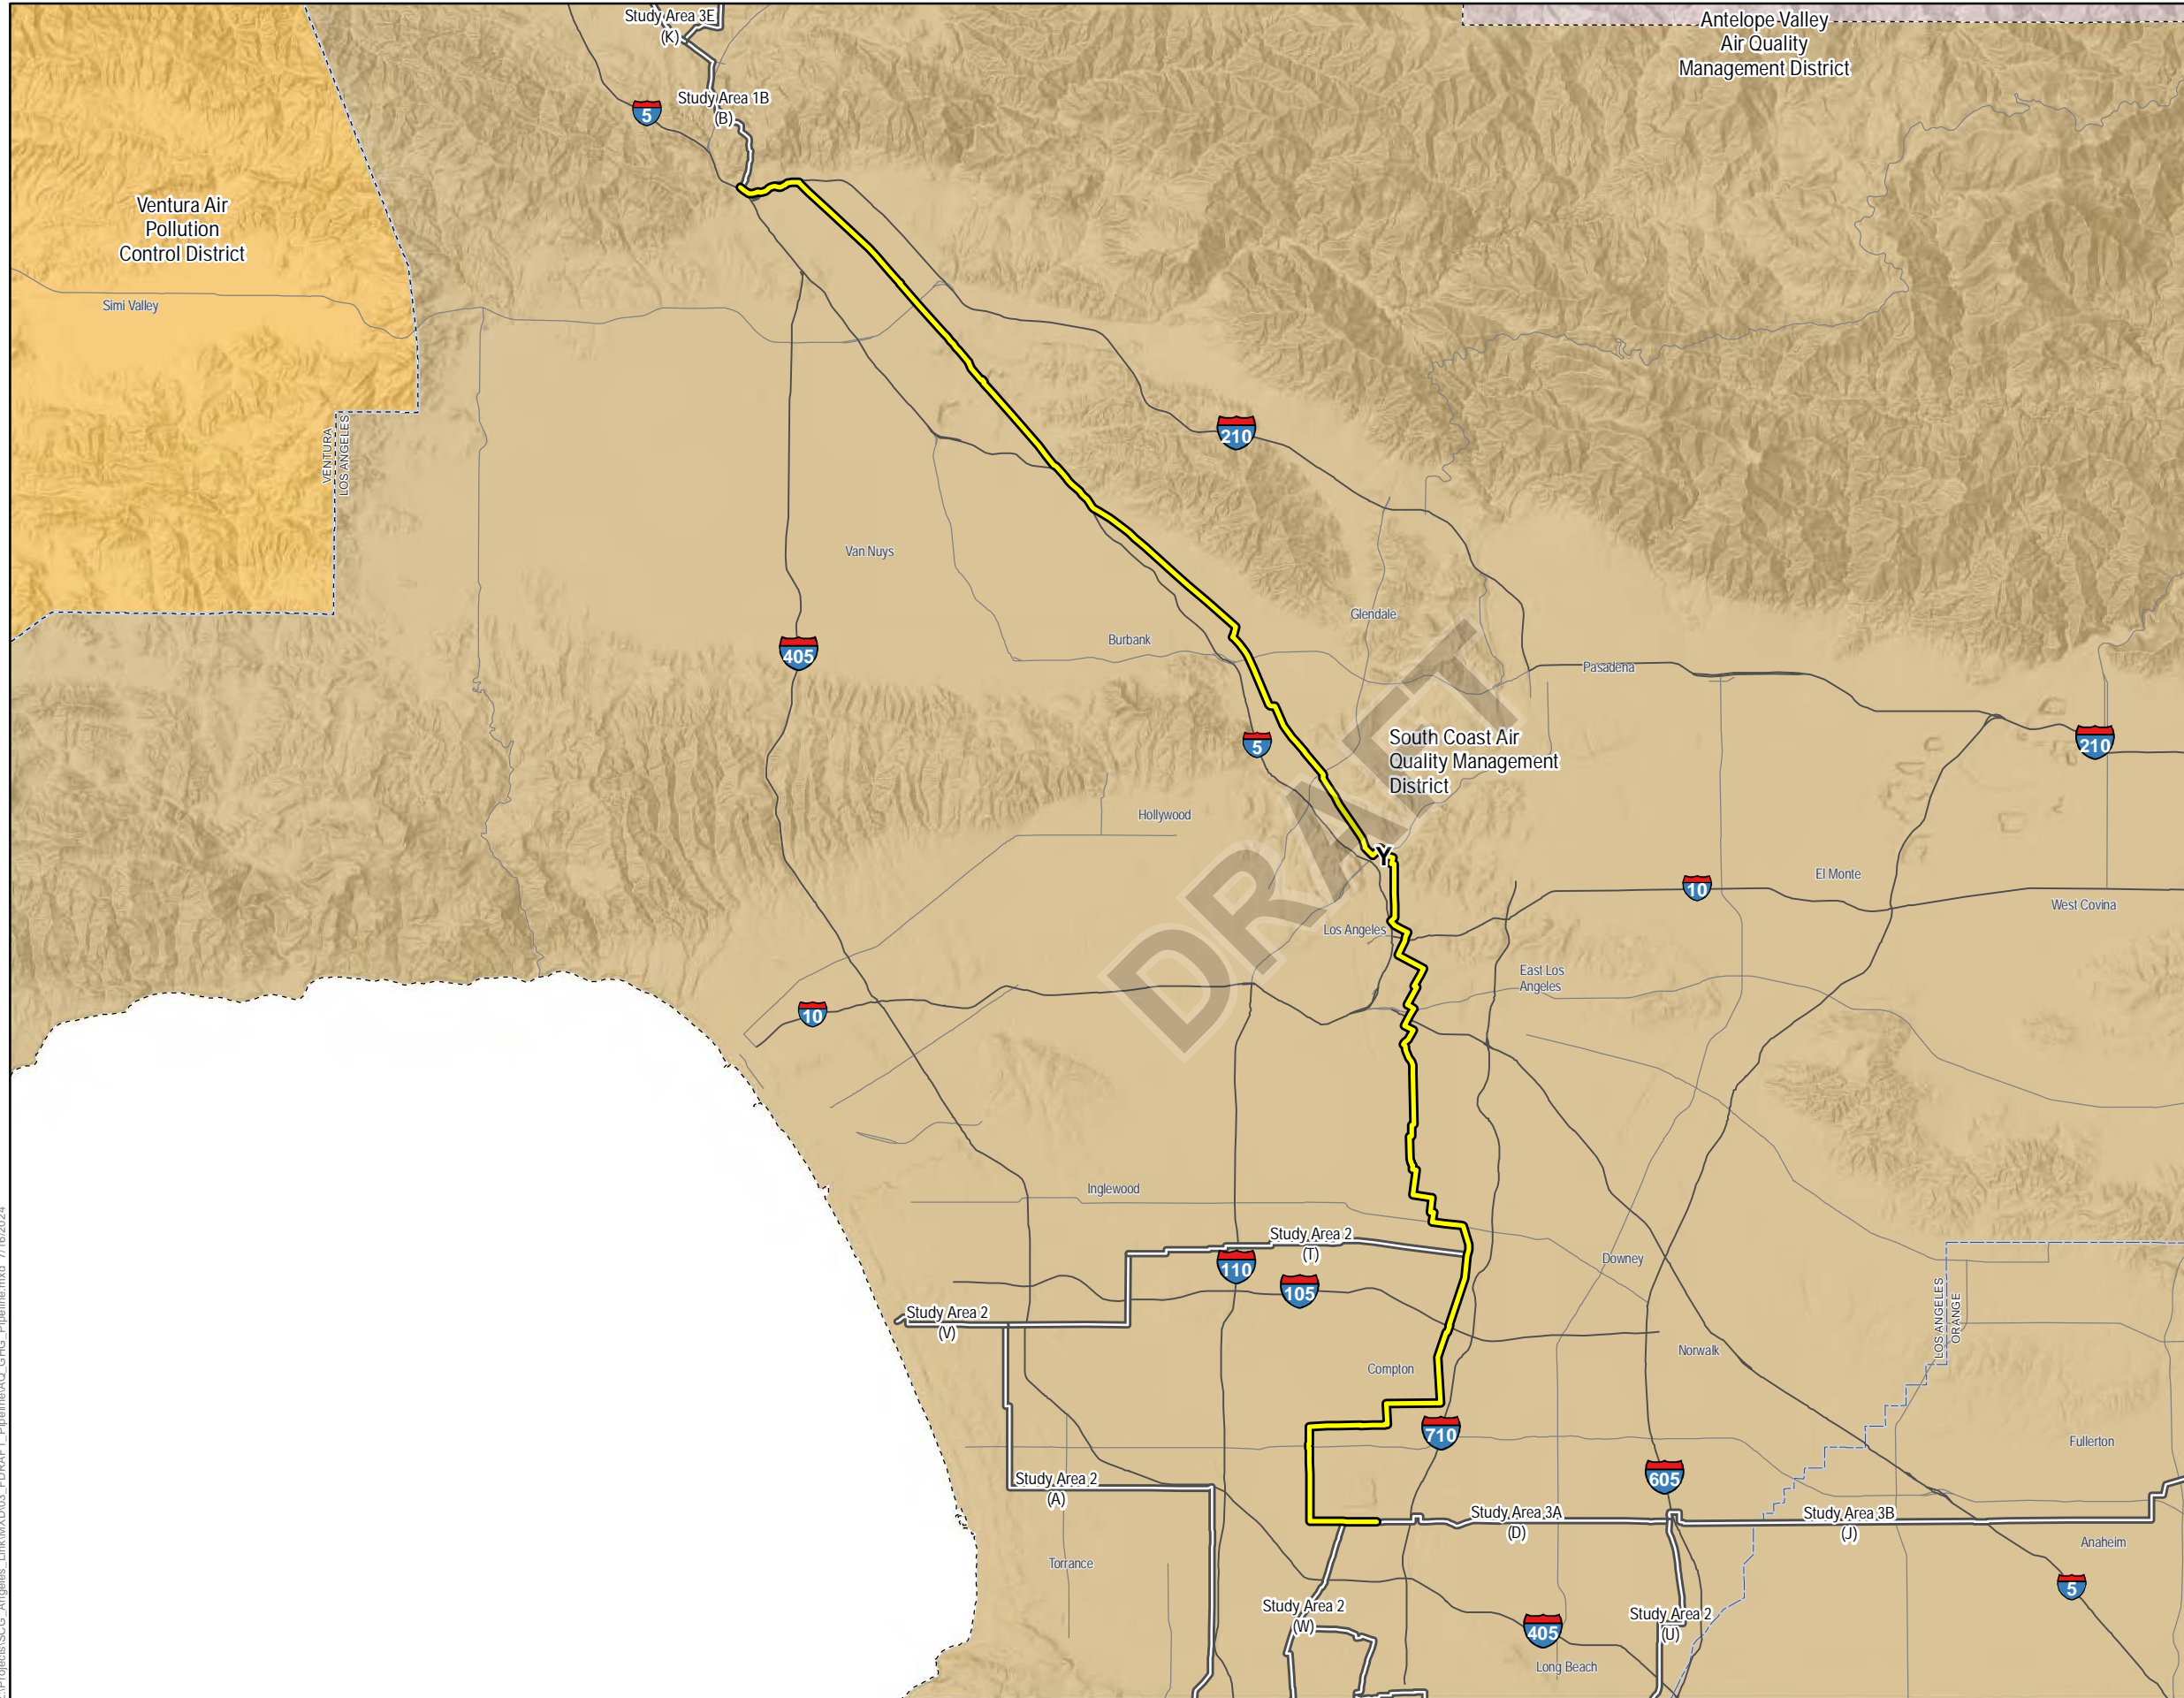 Study Area 3E
(K)
Antelope Valley
Air Quality
Management District
Study Area 1B
(B)
5
Ventura Air
Pollution
Control District
Simi Valley
VENTURA
LOS ANGELES
210
Van Nuys
Glendale
Burbank
405
Pasadena
South Coast Air
Quality Management
District
5
210
Hollywood
DRAFT
Y
El Monte
10
West Covina
Los Angeles
East Los
Angeles
10
Inglewood
Study Area 2
(T)
110
105
Downey
Study Area 2
(V)
LOS ANGELES
ORANGE
Norwalk
Compton
710
Fullerton
605
Study Area 2
(A)
Study Area 3A
(D)
Study Area 3B
(J)
Anaheim
Torrance
5
Study Area 2
(W)
Study Area 2
(U)
405
Long Beach